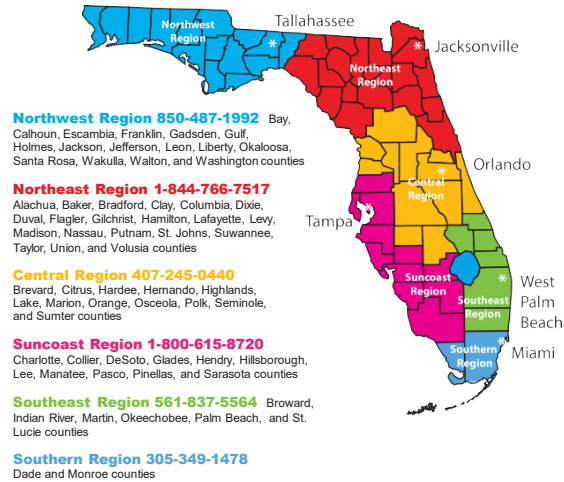 Northwest
Region
Tallahassee
Jacksonville
Northeast
Region
Orlando
Central
Region
Tampa
Suncoast
Region
West
Palm
Beach
Southeast
Region
Southern
Region
Miami
Northwest Region 850-487-1992 Bay,
Calhoun, Escambia, Franklin, Gadsden, Gulf,
Holmes, Jackson, Jefferson, Leon, Liberty, Okaloosa,
Santa Rosa, Wakulla, Walton, and Washington counties
Northeast Region 1-844-766-7517
Alachua, Baker, Bradford, Clay, Columbia, Dixie,
Duval, Flagler, Gilchrist, Hamilton, Lafayette, Levy,
Madison, Nassau, Putnam, St. Johns, Suwannee,
Taylor, Union, and Volusia counties
Central Region 407-245-0440
Brevard, Citrus, Hardee, Hernando, Highlands,
Lake, Marion, Orange, Osceola, Polk, Seminole,
and Sumter counties
Suncoast Region 1-800-615-8720
Charlotte, Collier, DeSoto, Glades, Hendry, Hillsborough,
Lee, Manatee, Pasco, Pinellas, and Sarasota counties
Southeast Region 561-837-5564 Broward,
Indian River, Martin, Okeechobee, Palm Beach, and St.
Lucie counties
Southern Region 305-349-1478
Dade and Monroe counties